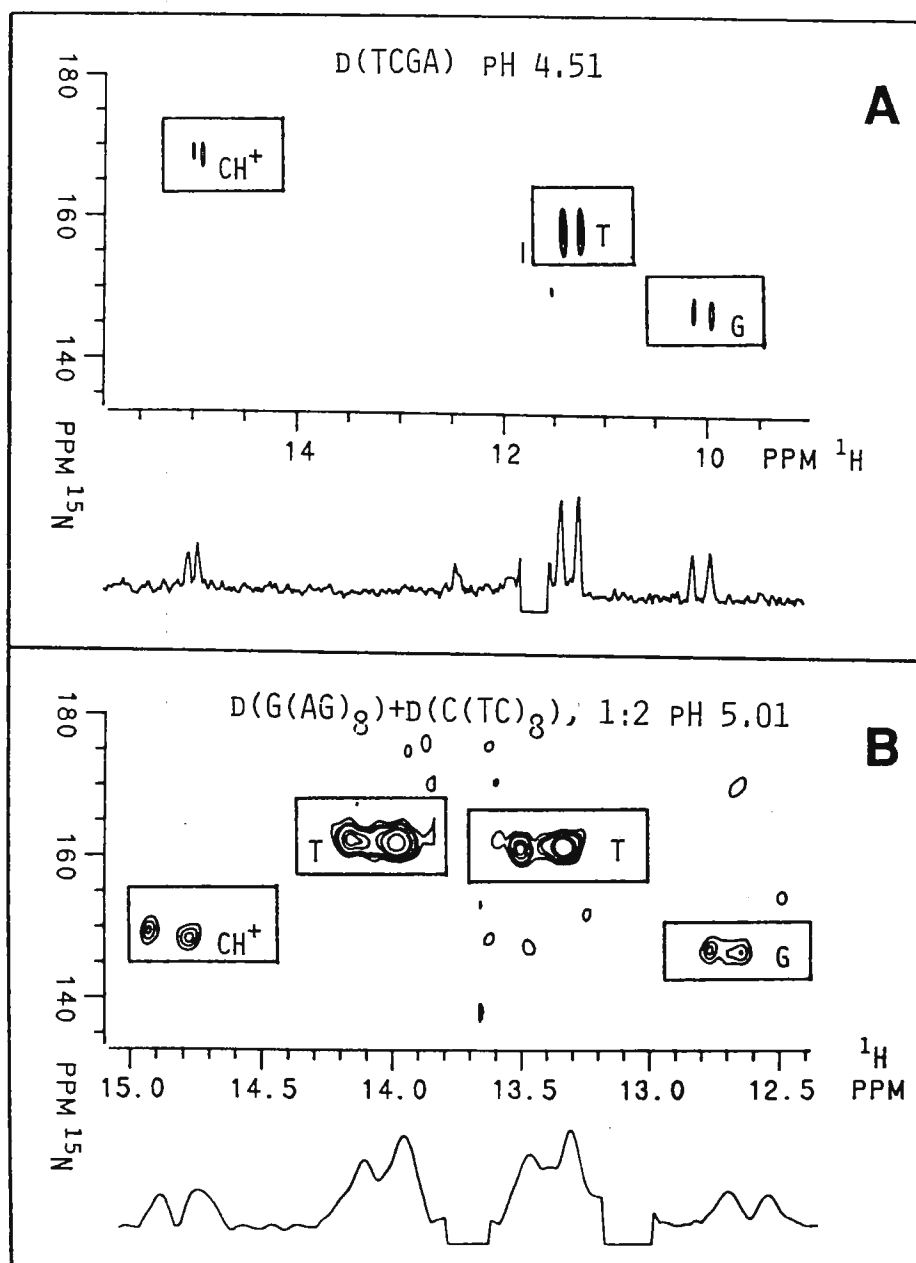 D(TCGA) PH 4.51
A
180
160
140
CH+
T
G
14 12 10 PPM ¹H
PPM ¹⁵N
D(G(AG)₈)+D(C(TC)₈), 1:2 PH 5.01
B
180
160
140
T
T
CH+
G
15.0 14.5 14.0 13.5 13.0 12.5
¹H
PPM
PPM ¹⁵N